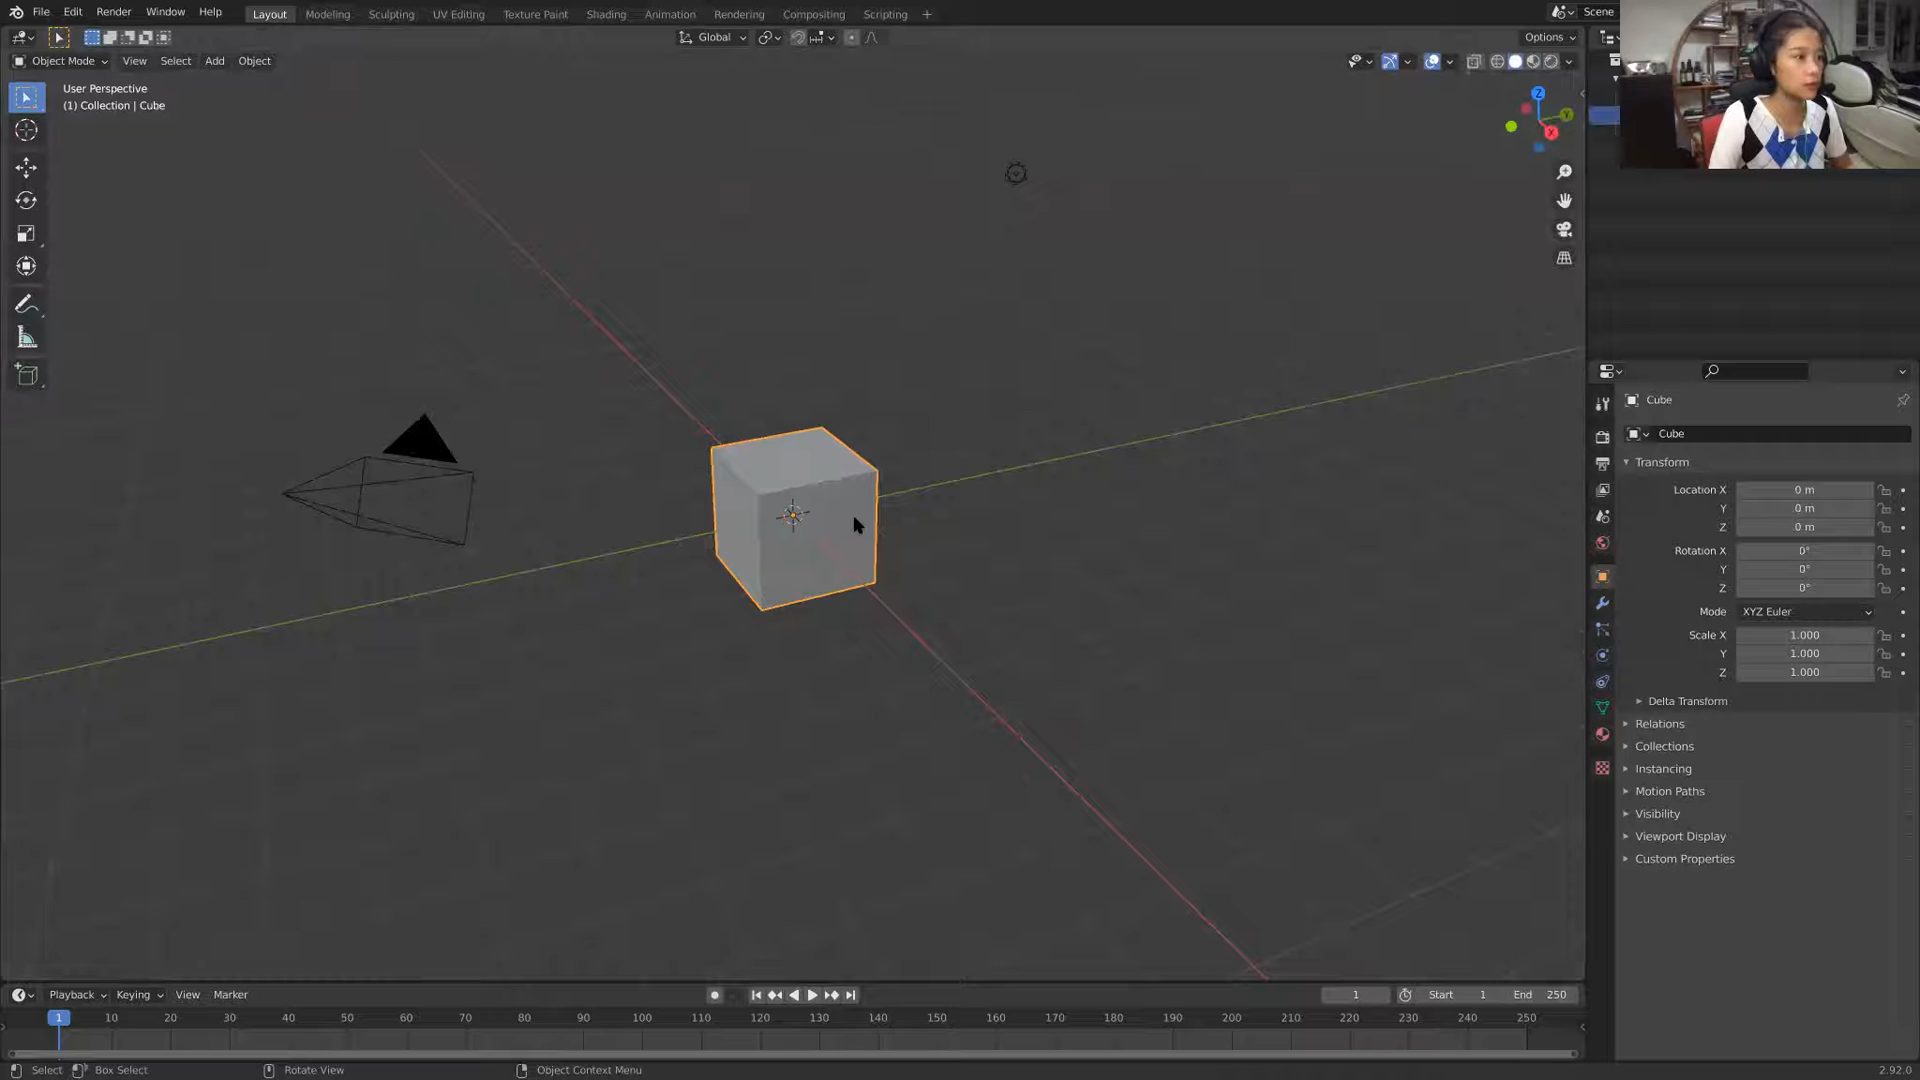 File Edit Render Window Help Layout Modeling Sculpting UV Editing Texture Paint Shading Animation Rendering Compositing Scripting + Scene
Global Options
Object Mode View Select Add Object
User Perspective
(1) Collection | Cube
Z
Y
X
Cube
Cube
Transform
Location X 0 m
Y 0 m
Z 0 m
Rotation X 0°
Y 0°
Z 0°
Mode XYZ Euler
Scale X 1.000
Y 1.000
Z 1.000
Delta Transform
Relations
Collections
Instancing
Motion Paths
Visibility
Viewport Display
Custom Properties
Playback Keying View Marker 1 Start 1 End 250
1 10 20 30 40 50 60 70 80 90 100 110 120 130 140 150 160 170 180 190 200 210 220 230 240 250
Select Box Select Rotate View Object Context Menu 2.92.0